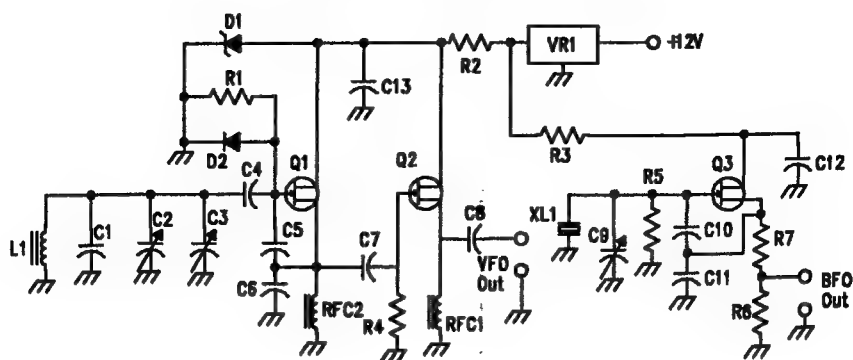 D1
R1
D2
C4
Q1
C13
Q2
R2
VR1
+12V
R3
Q3
C12
L1
C1
C2
C3
C5
C6
RFC2
C7
R4
RFC1
C8
VFO
Out
XL1
C9
R5
C10
C11
R7
R6
BFO
Out